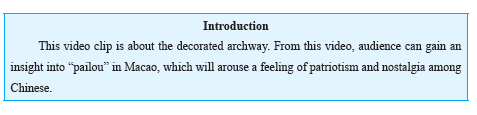 Introduction
This video clip is about the decorated archway. From this video, audience can gain an
insight into “pailou” in Macao, which will arouse a feeling of patriotism and nostalgia among
Chinese.